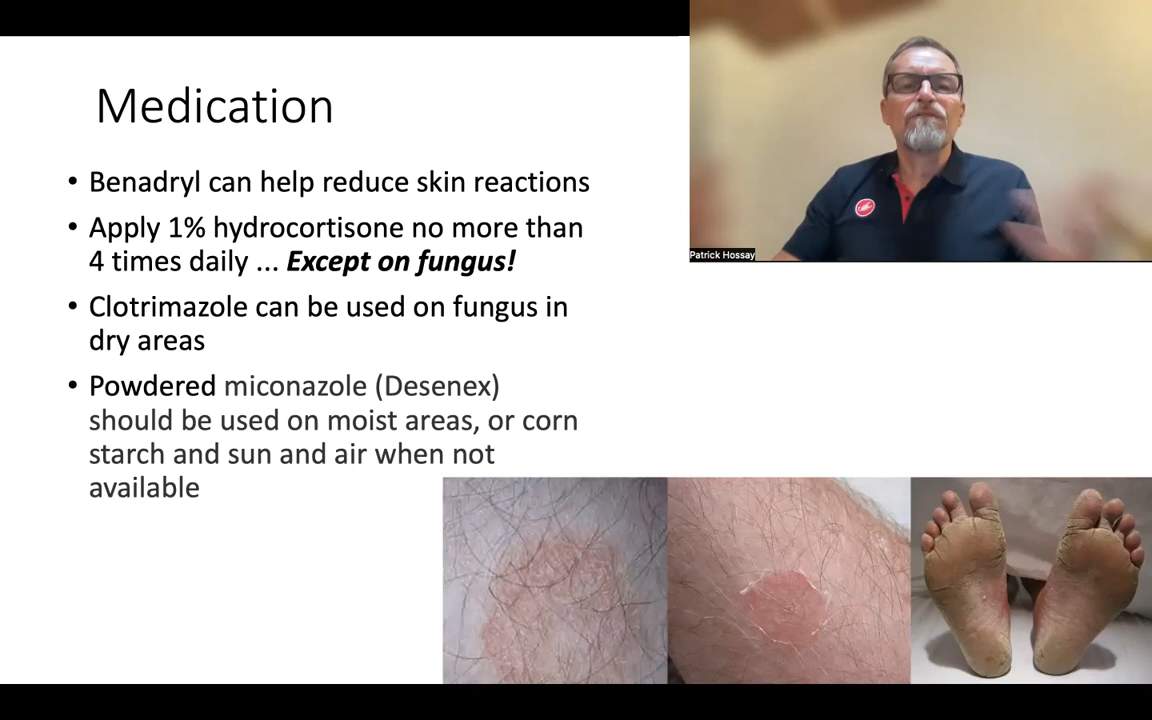 Medication
• Benadryl can help reduce skin reactions
• Apply 1% hydrocortisone no more than
4 times daily ... Except on fungus!
• Clotrimazole can be used on fungus in
dry areas
• Powdered miconazole (Desenex)
should be used on moist areas, or corn
starch and sun and air when not
available
Patrick Hossay